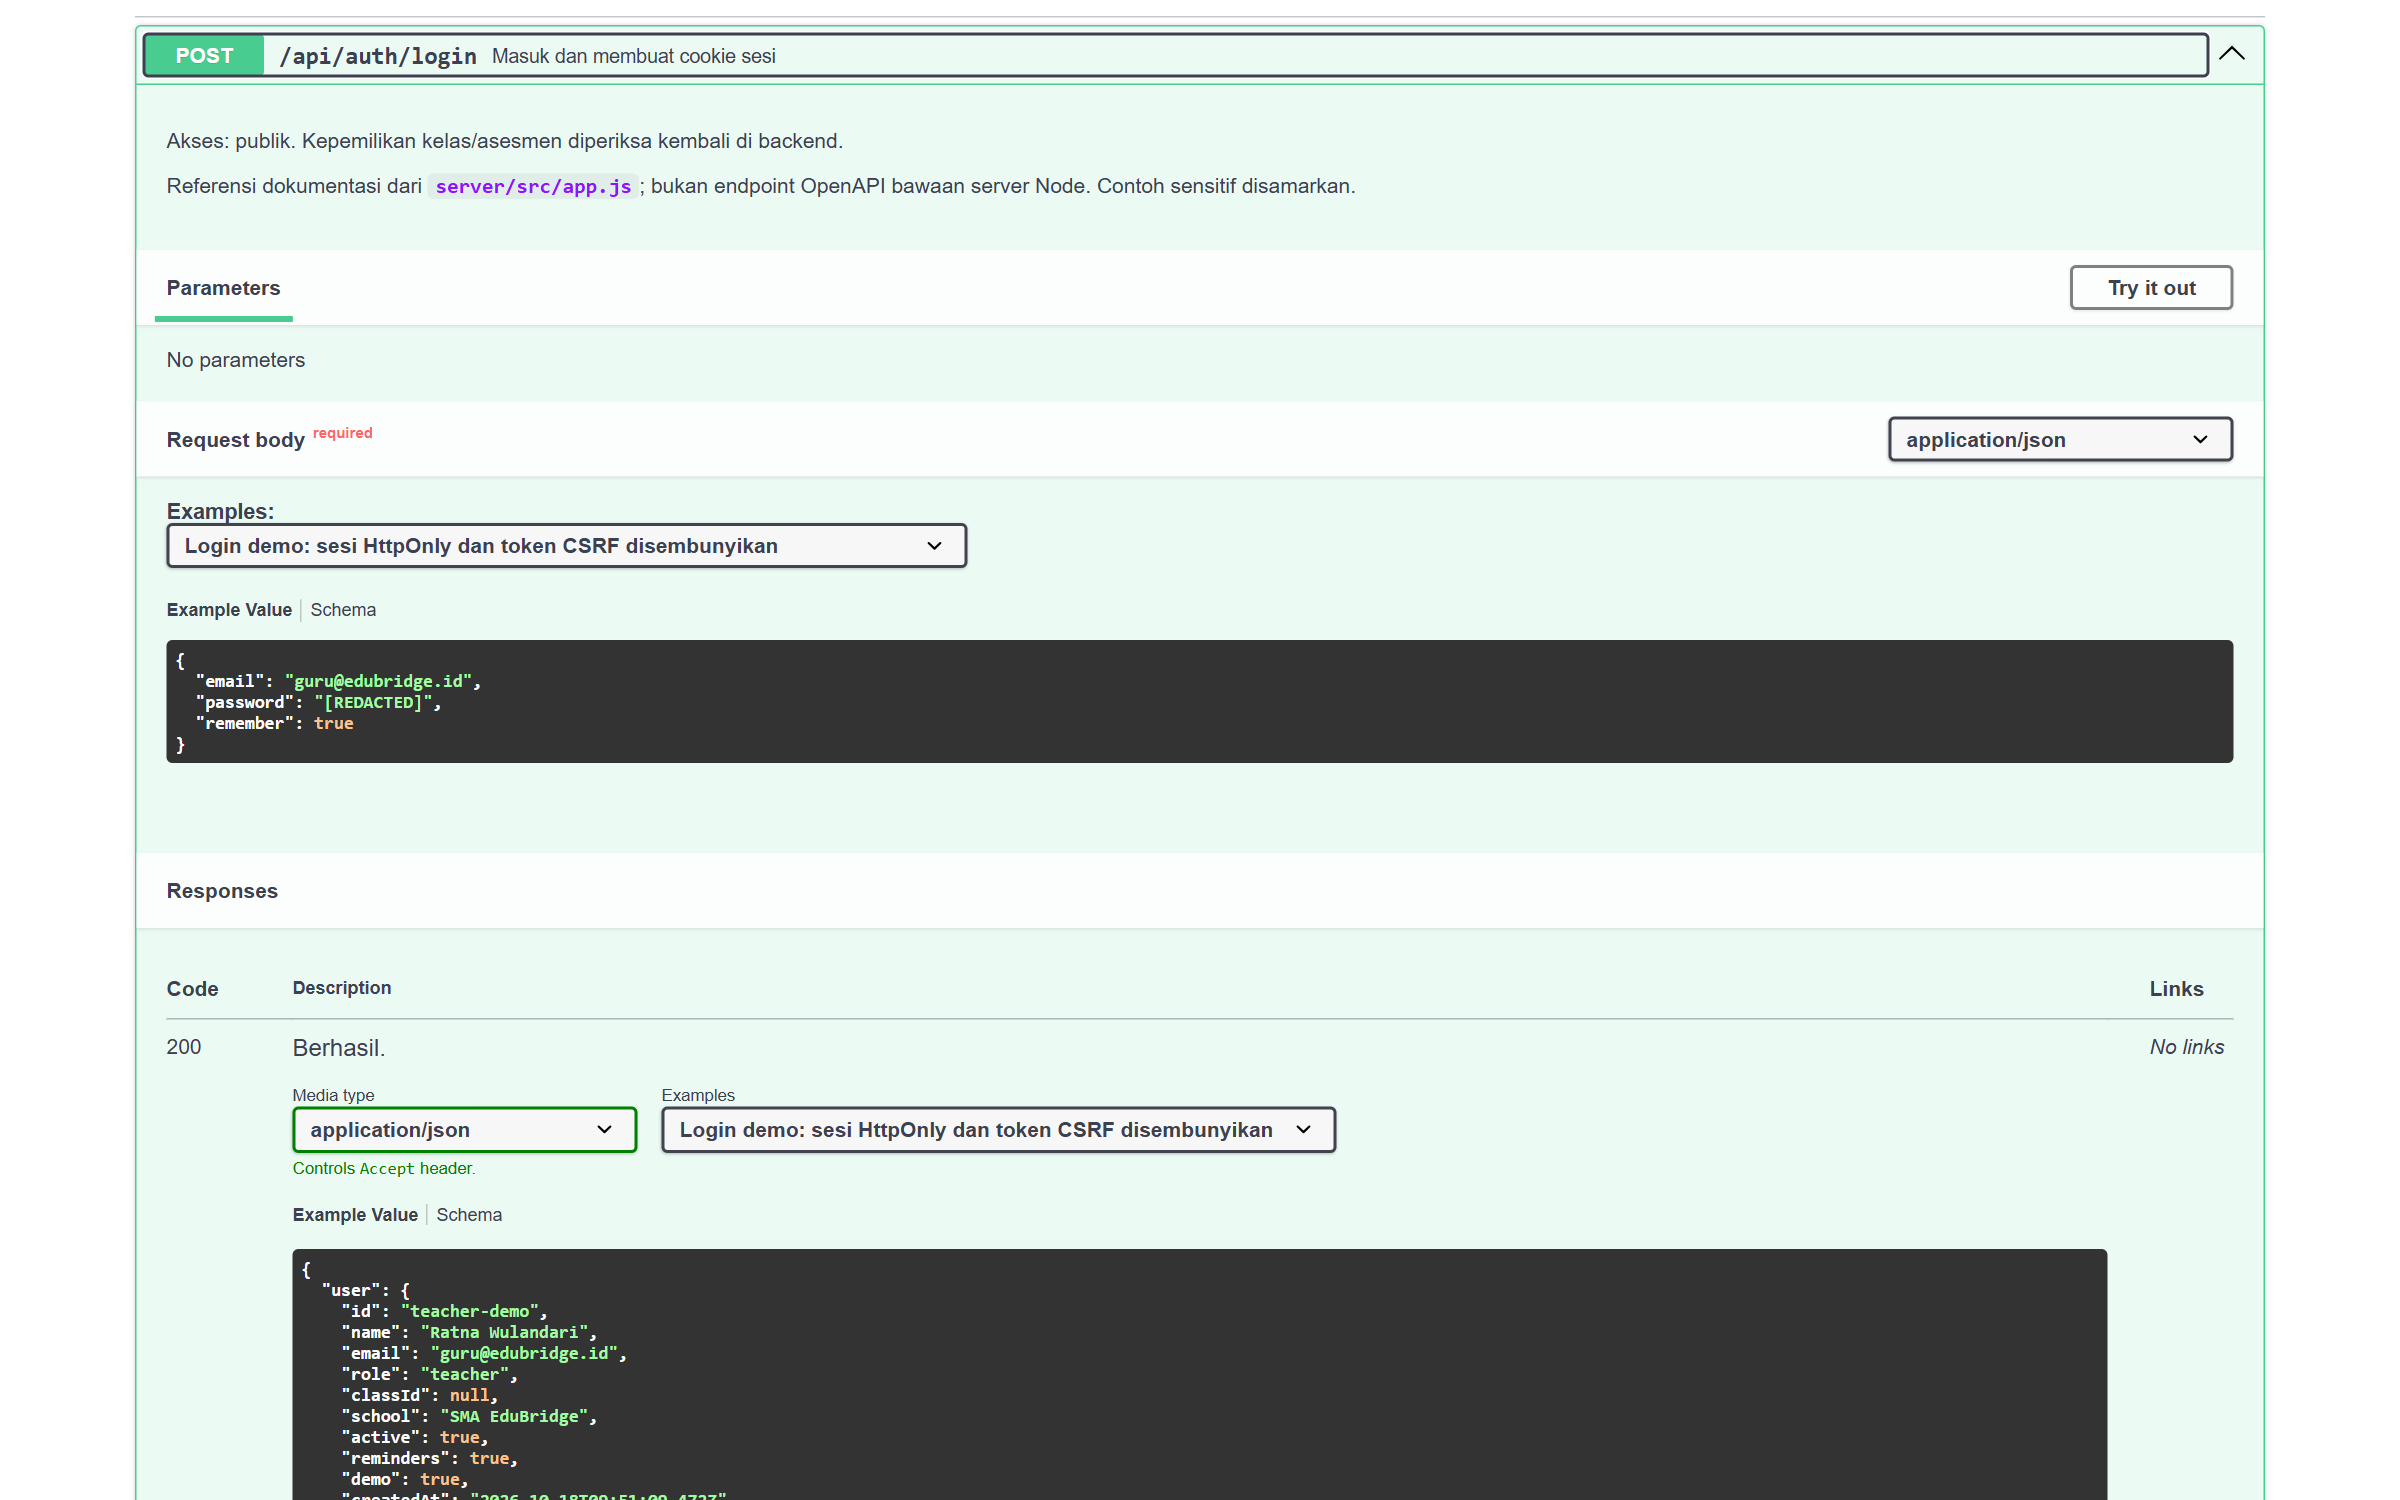 POST /api/auth/login Masuk dan membuat cookie sesi
Akses: publik. Kepemilikan kelas/asesmen diperiksa kembali di backend.
Referensi dokumentasi dari server/src/app.js; bukan endpoint OpenAPI bawaan server Node. Contoh sensitif disamarkan.
Parameters
Try it out
No parameters
Request body required
application/json
Examples:
Login demo: sesi HttpOnly dan token CSRF disembunyikan
Example Value Schema
{
"email": "guru@edubridge.id",
"password": "[REDACTED]",
"remember": true
}
Responses
Code Description Links
200 Berhasil. No links
Media type Examples
application/json Login demo: sesi HttpOnly dan token CSRF disembunyikan
Controls Accept header.
Example Value Schema
{
"user": {
"id": "teacher-demo",
"name": "Ratna Wulandari",
"email": "guru@edubridge.id",
"role": "teacher",
"classId": null,
"school": "SMA EduBridge",
"active": true,
"reminders": true,
"demo": true,